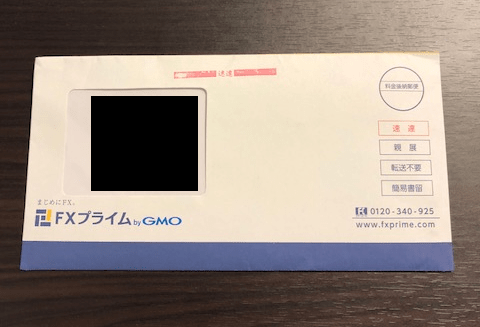 速達
料金後納郵便
速達
親展
転送不要
簡易書留
まじめにFX。
FXプライム by GMO
0120-340-925
www.fxprime.com